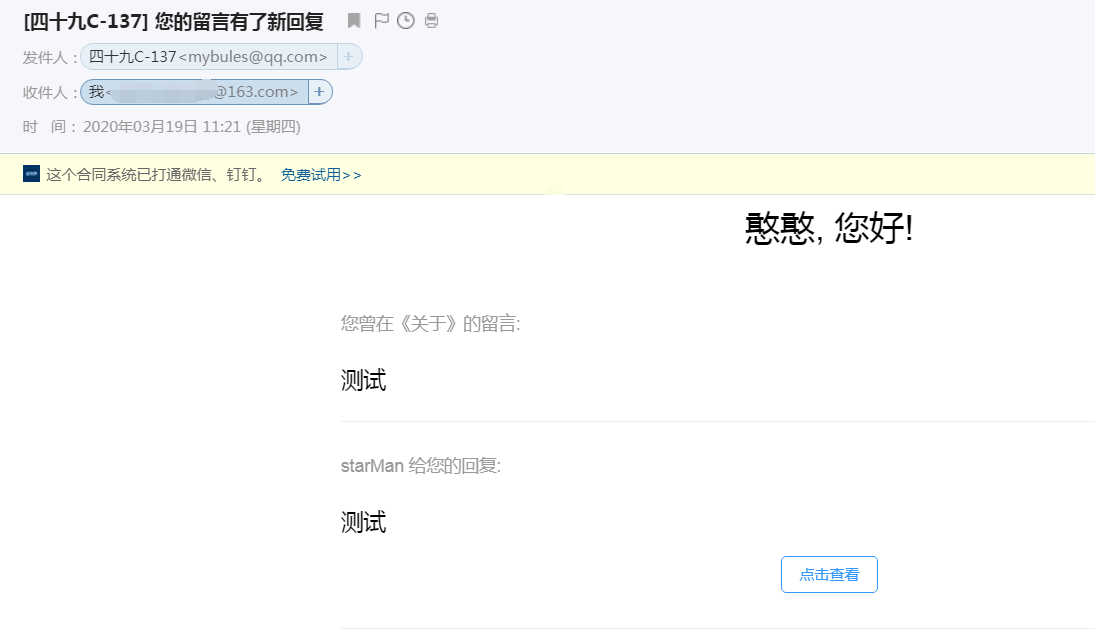 [四十九C-137] 您的留言有了新回复
发件人：四十九C-137<mybules@qq.com> +
收件人：我< @163.com> +
时 间：2020年03月19日 11:21 (星期四)
这个合同系统已打通微信、钉钉。 免费试用>>
憨憨, 您好!
您曾在《关于》的留言:
测试
starMan 给您的回复:
测试
点击查看